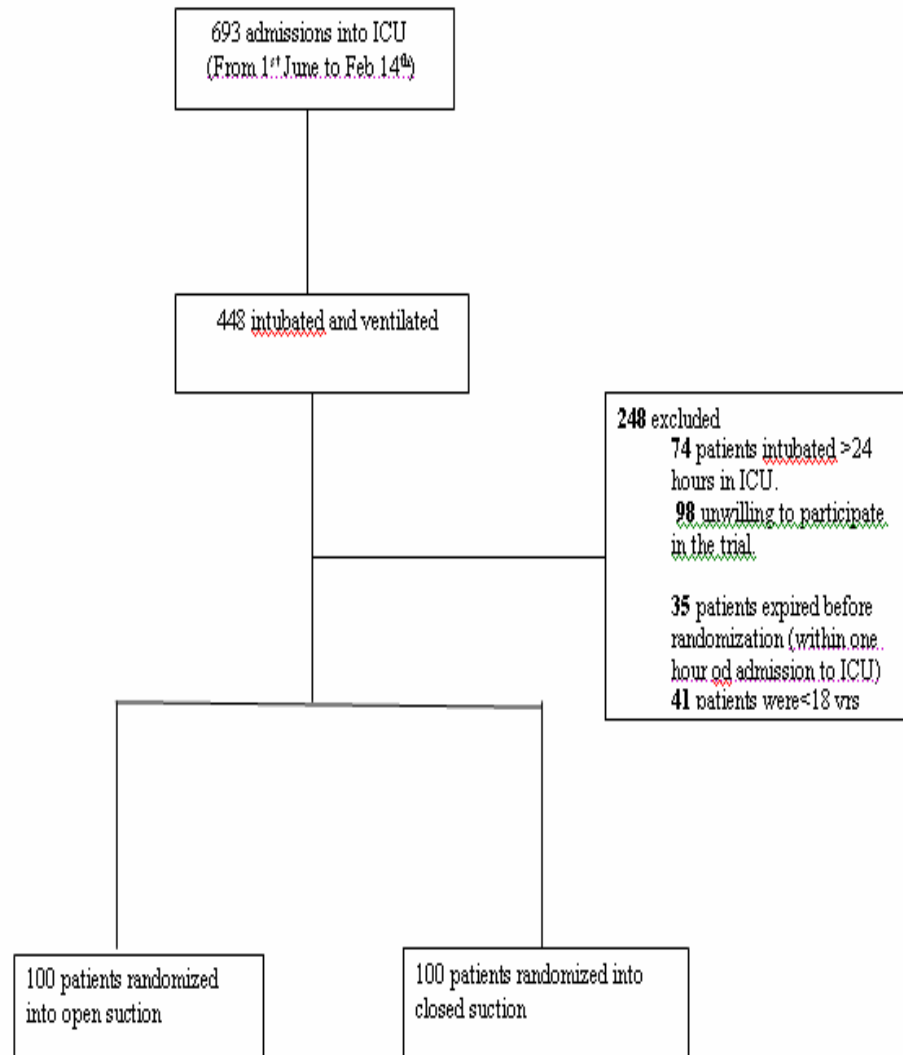 693 admissions into ICU
(From 1st June to Feb 14th)
448 intubated and ventilated
248 excluded
74 patients intubated >24
hours in ICU.
98 unwilling to participate
in the trial.
35 patients expired before
randomization (within one
hour od admission to ICU)
41 patients were<18 yrs
100 patients randomized
into open suction
100 patients randomized into
closed suction